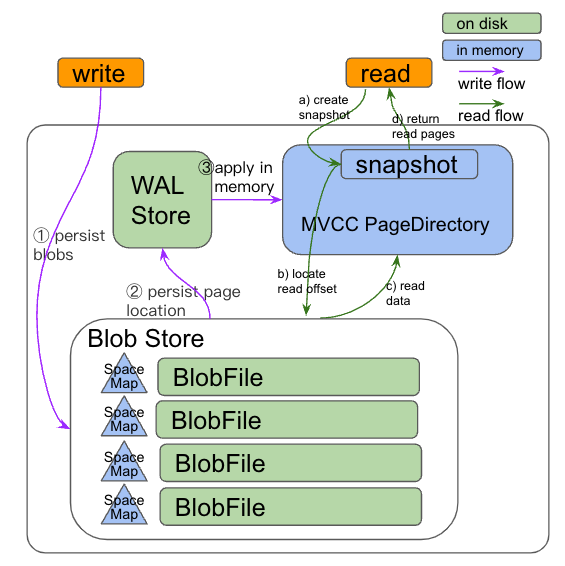 on disk
in memory
write flow
read flow
write
read
a) create
snapshot
d) return
read pages
③apply in
memory
WAL
Store
snapshot
MVCC PageDirectory
① persist
blobs
② persist page
location
b) locate
read offset
c) read
data
Blob Store
Space
Map
BlobFile
Space
Map
BlobFile
Space
Map
BlobFile
Space
Map
BlobFile